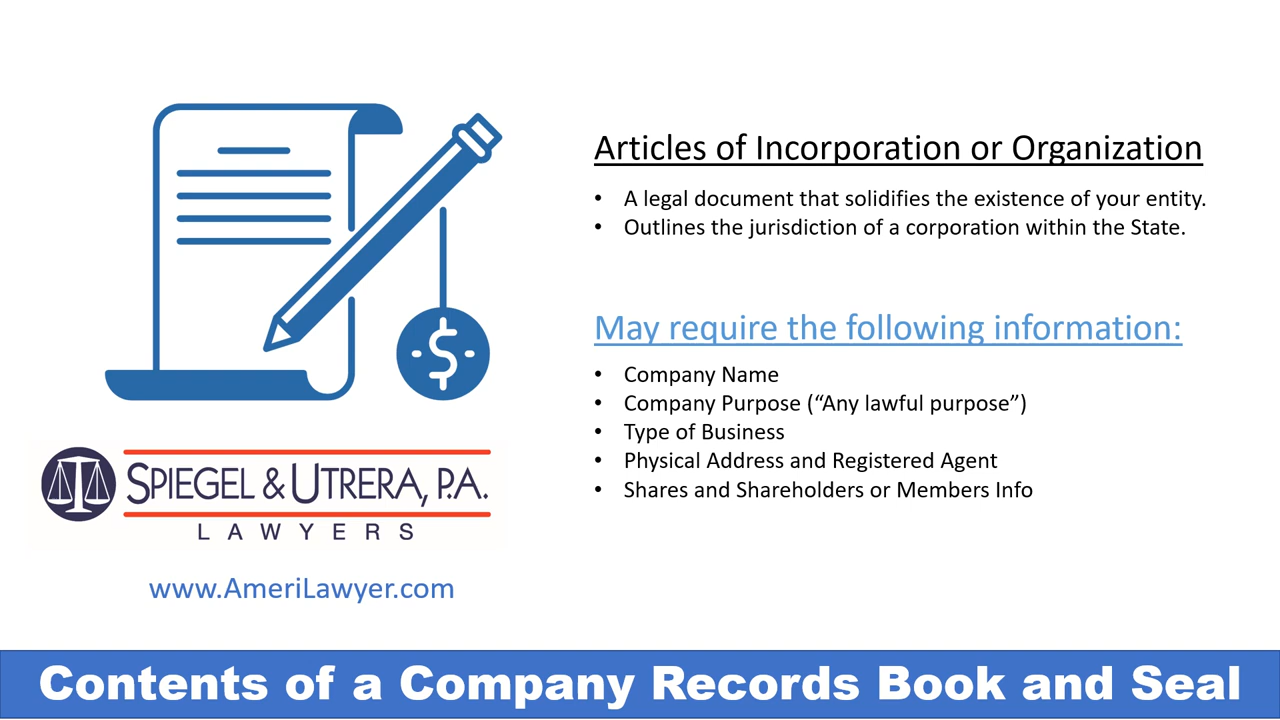 Articles of Incorporation or Organization
• A legal document that solidifies the existence of your entity.
• Outlines the jurisdiction of a corporation within the State.
May require the following information:
• Company Name
• Company Purpose (“Any lawful purpose”)
• Type of Business
• Physical Address and Registered Agent
• Shares and Shareholders or Members Info
$
SPIEGEL & UTRERA, P.A.
LAWYERS
www.AmeriLawyer.com
Contents of a Company Records Book and Seal